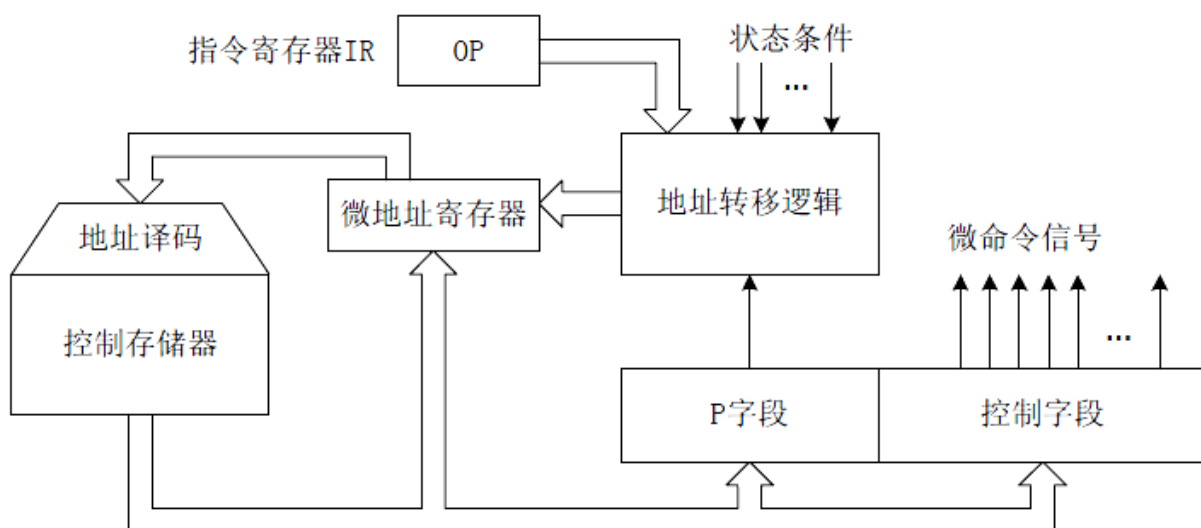 指令寄存器IR
OP
状态条件
...
地址转移逻辑
微地址寄存器
地址译码
微命令信号
控制存储器
...
P字段
控制字段